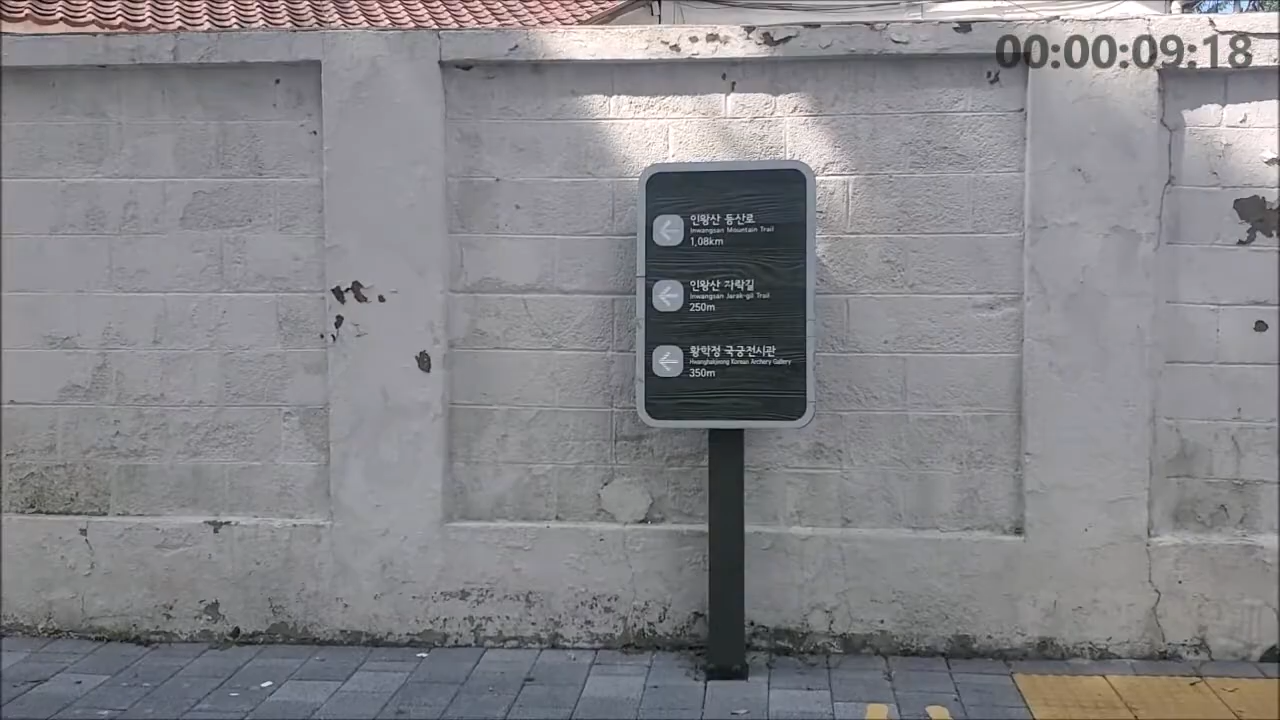 00:00:09:18
인왕산 등산로
Inwangsan Mountain Trail
1.08km
인왕산 자락길
Inwangsan Jarak-gil Trail
250m
황학정 국궁전시관
Hwanghakjeong Korean Archery Gallery
350m